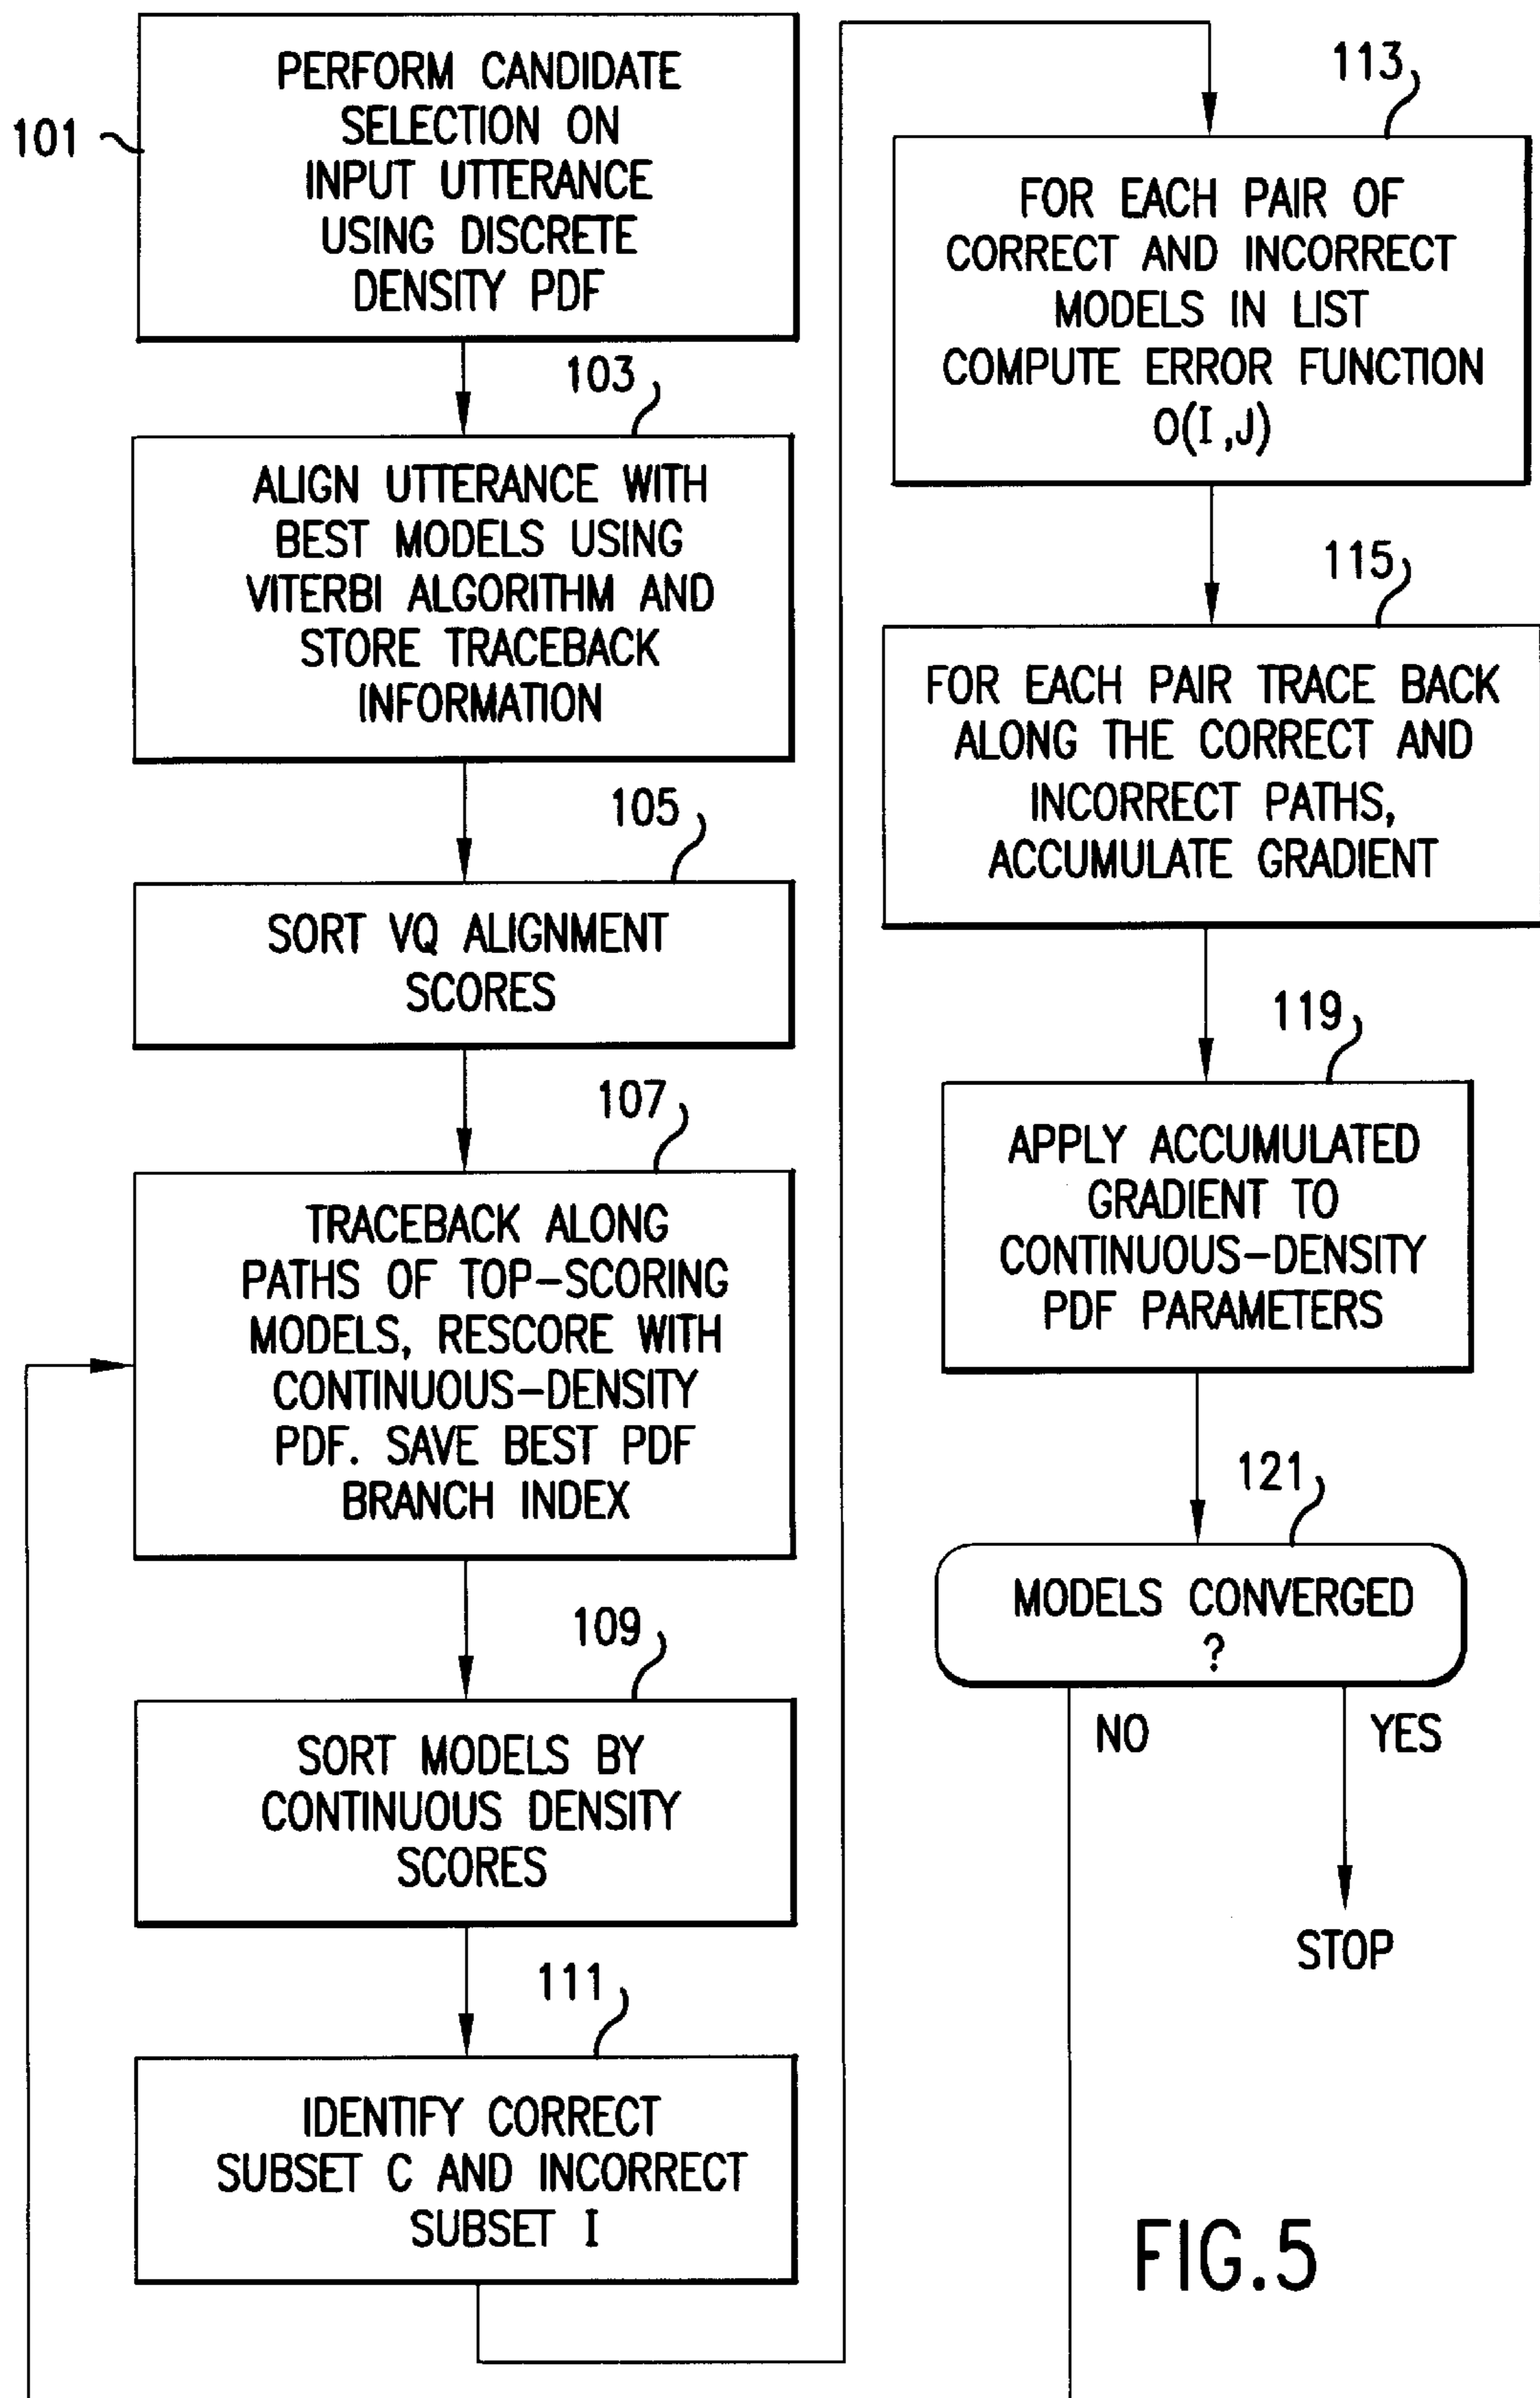 101
PERFORM CANDIDATE
SELECTION ON
INPUT UTTERANCE
USING DISCRETE
DENSITY PDF
103
ALIGN UTTERANCE WITH
BEST MODELS USING
VITERBI ALGORITHM AND
STORE TRACEBACK
INFORMATION
105
SORT VQ ALIGNMENT
SCORES
107
TRACEBACK ALONG
PATHS OF TOP-SCORING
MODELS, RESCORE WITH
CONTINUOUS-DENSITY
PDF. SAVE BEST PDF
BRANCH INDEX
109
SORT MODELS BY
CONTINUOUS DENSITY
SCORES
111
IDENTIFY CORRECT
SUBSET C AND INCORRECT
SUBSET I
113
FOR EACH PAIR OF
CORRECT AND INCORRECT
MODELS IN LIST
COMPUTE ERROR FUNCTION
O(I,J)
115
FOR EACH PAIR TRACE BACK
ALONG THE CORRECT AND
INCORRECT PATHS,
ACCUMULATE GRADIENT
119
APPLY ACCUMULATED
GRADIENT TO
CONTINUOUS-DENSITY
PDF PARAMETERS
121
MODELS CONVERGED
?
NO
YES
STOP
FIG.5